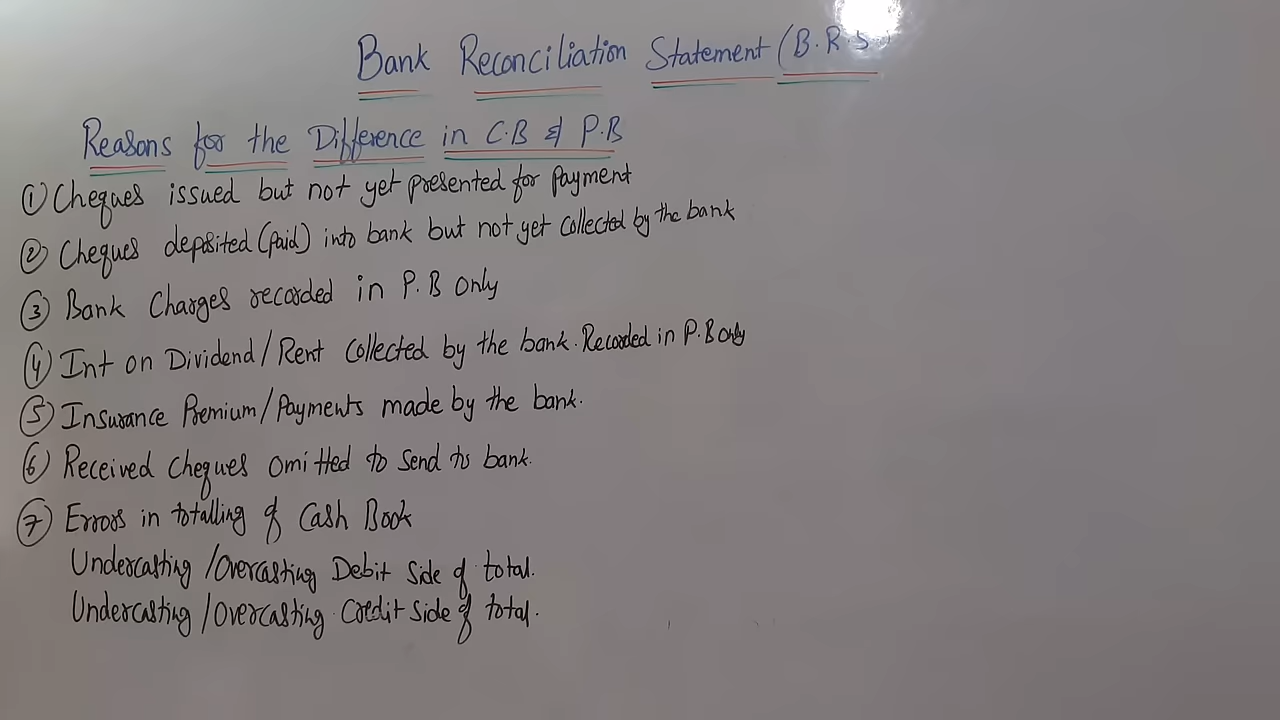 Bank Reconciliation Statement (B.R.S)
Reasons for the Difference in C.B & P.B
① Cheques issued but not yet presented for payment
② Cheques deposited (paid) into bank but not yet collected by the bank
③ Bank Charges recorded in P.B only
④ Int on Dividend/Rent Collected by the bank. Recorded in P.B only
⑤ Insurance Premium/Payments made by the bank.
⑥ Received cheques omitted to send to bank.
⑦ Errors in totalling of Cash Book
Undercasting/Overcasting Debit side of total.
Undercasting/Overcasting Credit side of total.